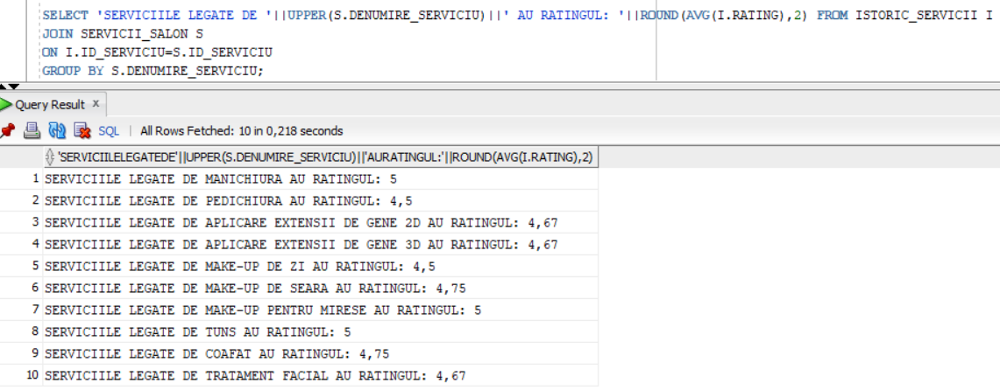 SELECT 'SERVICIILE LEGATE DE '||UPPER(S.DENUMIRE_SERVICIU)||' AU RATINGUL: '||ROUND(AVG(I.RATING),2) FROM ISTORIC_SERVICII I
JOIN SERVICII_SALON S
ON I.ID_SERVICIU=S.ID_SERVICIU
GROUP BY S.DENUMIRE_SERVICIU;
Query Result x
SQL | All Rows Fetched: 10 in 0,218 seconds
'SERVICIILELEGATEDE'||UPPER(S.DENUMIRE_SERVICIU)||'AURATINGUL:'||ROUND(AVG(I.RATING),2)
1 SERVICIILE LEGATE DE MANICHIURA AU RATINGUL: 5
2 SERVICIILE LEGATE DE PEDICHIURA AU RATINGUL: 4,5
3 SERVICIILE LEGATE DE APLICARE EXTENSII DE GENE 2D AU RATINGUL: 4,67
4 SERVICIILE LEGATE DE APLICARE EXTENSII DE GENE 3D AU RATINGUL: 4,67
5 SERVICIILE LEGATE DE MAKE-UP DE ZI AU RATINGUL: 4,5
6 SERVICIILE LEGATE DE MAKE-UP DE SEARA AU RATINGUL: 4,75
7 SERVICIILE LEGATE DE MAKE-UP PENTRU MIRESE AU RATINGUL: 5
8 SERVICIILE LEGATE DE TUNS AU RATINGUL: 5
9 SERVICIILE LEGATE DE COAFAT AU RATINGUL: 4,75
10 SERVICIILE LEGATE DE TRATAMENT FACIAL AU RATINGUL: 4,67